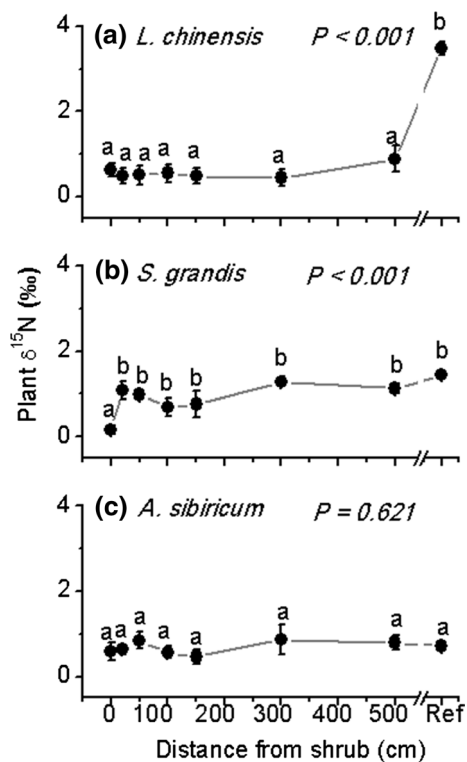 (a) L. chinensis P < 0.001
4
a a a a a a a b
2
0
(b) S. grandis P < 0.001
4
a b b b b b b b
2
0
Plant δ15N (‰)
(c) A. sibiricum P = 0.621
4
a a a a a a a a
2
0
0 100 200 300 400 500 Ref
Distance from shrub (cm)